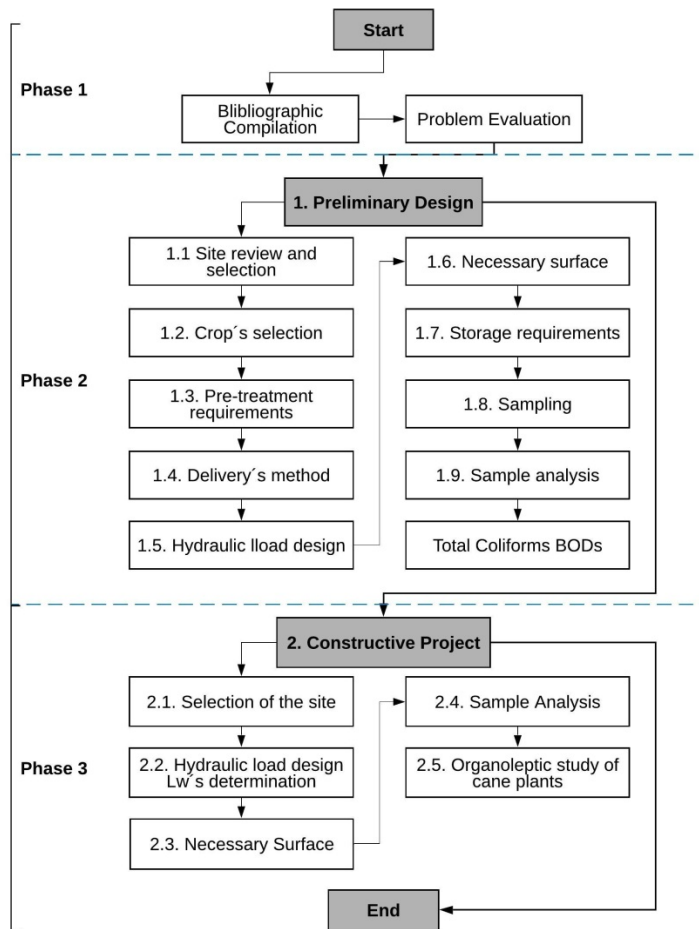 Start
Phase 1
Blibliographic
Compilation
Problem Evaluation
1. Preliminary Design
Phase 2
1.1 Site review and
selection
1.2. Crop´s selection
1.3. Pre-treatment
requirements
1.4. Delivery´s method
1.5. Hydraulic lload design
1.6. Necessary surface
1.7. Storage requirements
1.8. Sampling
1.9. Sample analysis
Total Coliforms BODs
2. Constructive Project
Phase 3
2.1. Selection of the site
2.2. Hydraulic load design
Lw´s determination
2.3. Necessary Surface
2.4. Sample Analysis
2.5. Organoleptic study of
cane plants
End